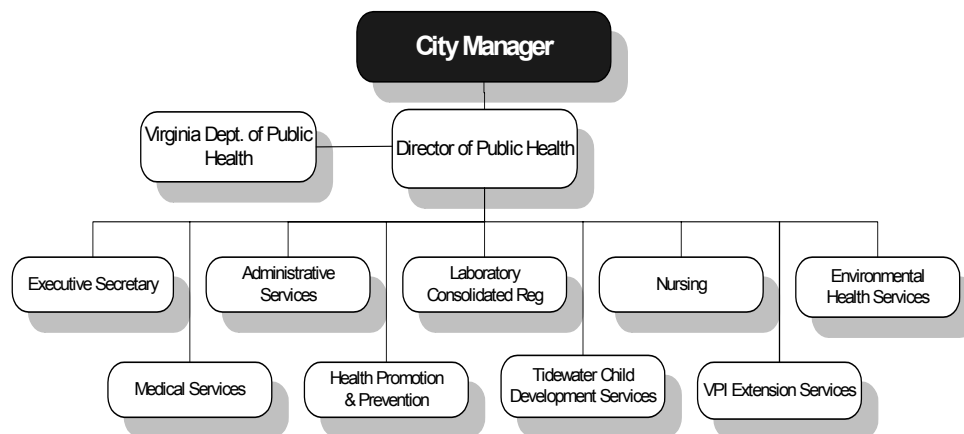 City Manager
Virginia Dept. of Public
Health
Director of Public Health
Executive Secretary
Administrative
Services
Laboratory
Consolidated Reg
Nursing
Environmental
Health Services
Medical Services
Health Promotion
& Prevention
Tidewater Child
Development Services
VPI Extension Services